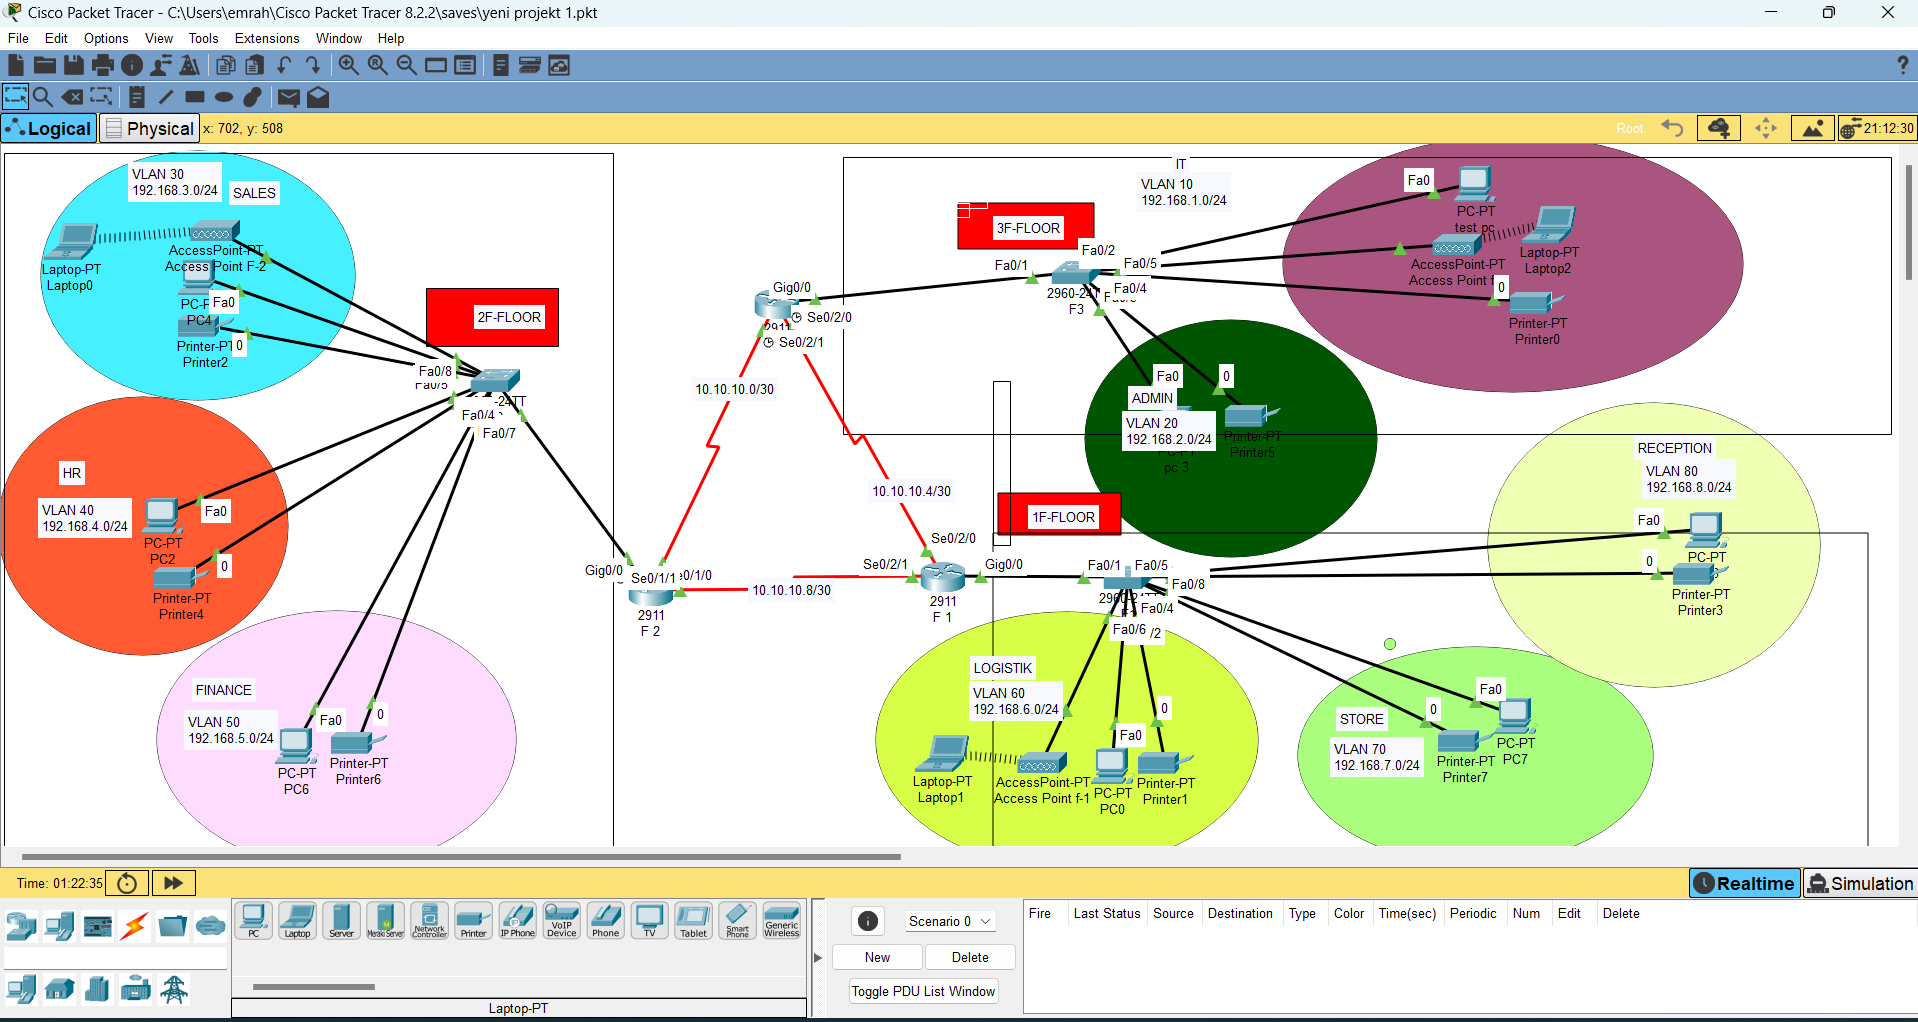 Cisco Packet Tracer - C:\Users\emrah\Cisco Packet Tracer 8.2.2\saves\yeni projekt 1.pkt
File Edit Options View Tools Extensions Window Help
Logical Physical x: 702, y: 508
Root 21:12:30
VLAN 30
192.168.3.0/24
SALES
Laptop-PT
Laptop0
AccessPoint-PT
Access Point F-2
PC4
Fa0
Printer-PT
Printer2
0
2F-FLOOR
Fa0/8
Fa0/5
-24TT
Fa0/4
Fa0/7
HR
VLAN 40
192.168.4.0/24
Fa0
PC-PT
PC2
0
Printer-PT
Printer4
FINANCE
VLAN 50
192.168.5.0/24
Fa0
PC-PT
PC6
0
Printer-PT
Printer6
IT
VLAN 10
192.168.1.0/24
3F-FLOOR
Fa0/1
Fa0/2
Fa0/5
Fa0/4
2960-24T
F3
Gig0/0
Se0/2/0
2911
Se0/2/1
10.10.10.0/30
10.10.10.4/30
10.10.10.8/30
Fa0
PC-PT
test pc
AccessPoint-PT
Access Point f
Laptop-PT
Laptop2
0
Printer-PT
Printer0
Fa0
0
ADMIN
VLAN 20
192.168.2.0/24
PC-PT
pc 3
Printer-PT
Printer5
1F-FLOOR
RECEPTION
VLAN 80
192.168.8.0/24
Fa0
PC-PT
0
Printer-PT
Printer3
Gig0/0
Se0/1/1
e0/1/0
2911
F 2
Se0/2/0
Se0/2/1
Gig0/0
2911
F 1
Fa0/1
Fa0/5
Fa0/8
Fa0/4
Fa0/6
/2
LOGISTIK
VLAN 60
192.168.6.0/24
Laptop-PT
Laptop1
AccessPoint-PT
Access Point f-1
Fa0
PC-PT
PC0
0
Printer-PT
Printer1
STORE
VLAN 70
192.168.7.0/24
0
Printer-PT
Printer7
Fa0
PC-PT
PC7
Time: 01:22:35
Realtime Simulation
PC Laptop Server Meraki Server Network Controller Printer IP Phone VoIP Device Phone TV Tablet Smart Phone Generic Wireless
Laptop-PT
Scenario 0
New Delete
Toggle PDU List Window
Fire Last Status Source Destination Type Color Time(sec) Periodic Num Edit Delete